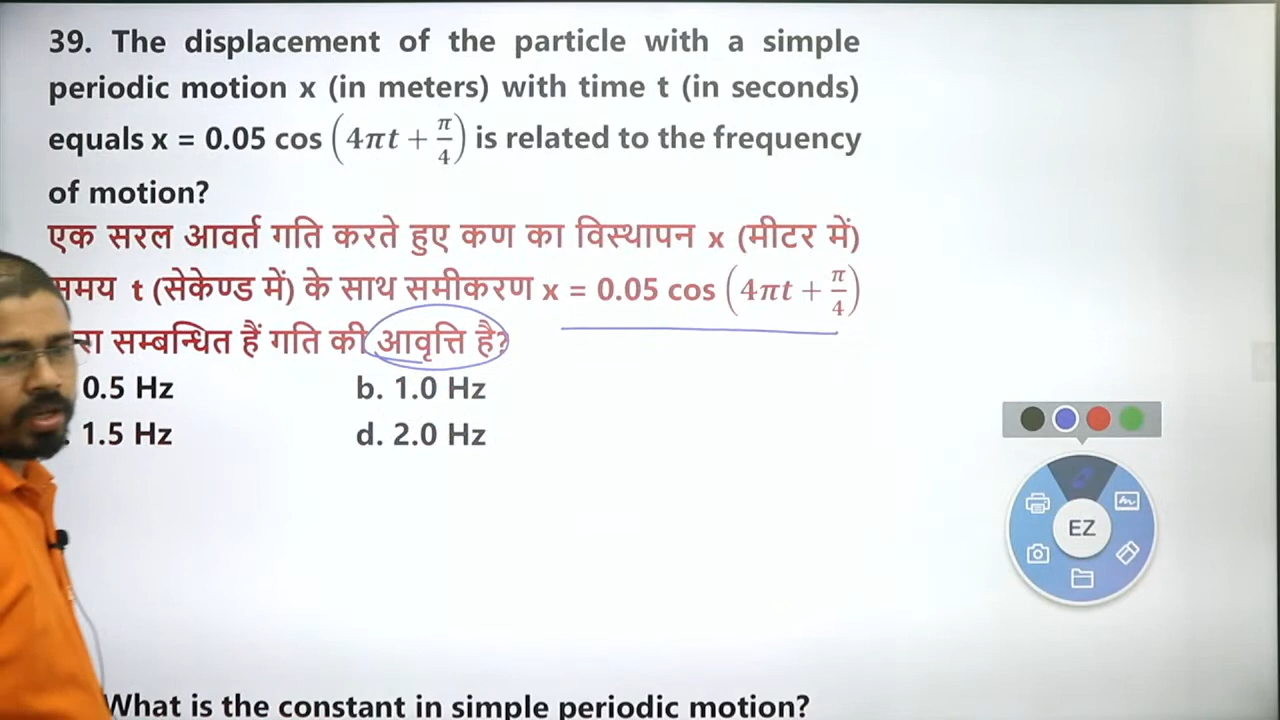 39. The displacement of the particle with a simple
periodic motion x (in meters) with time t (in seconds)
equals x = 0.05 cos (4πt + π/4) is related to the frequency
of motion?
एक सरल आवर्त गति करते हुए कण का विस्थापन x (मीटर में)
समय t (सेकेण्ड में) के साथ समीकरण x = 0.05 cos (4πt + π/4)
सम्बन्धित हैं गति की आवृत्ति है?
0.5 Hz b. 1.0 Hz
1.5 Hz d. 2.0 Hz
EZ
What is the constant in simple periodic motion?